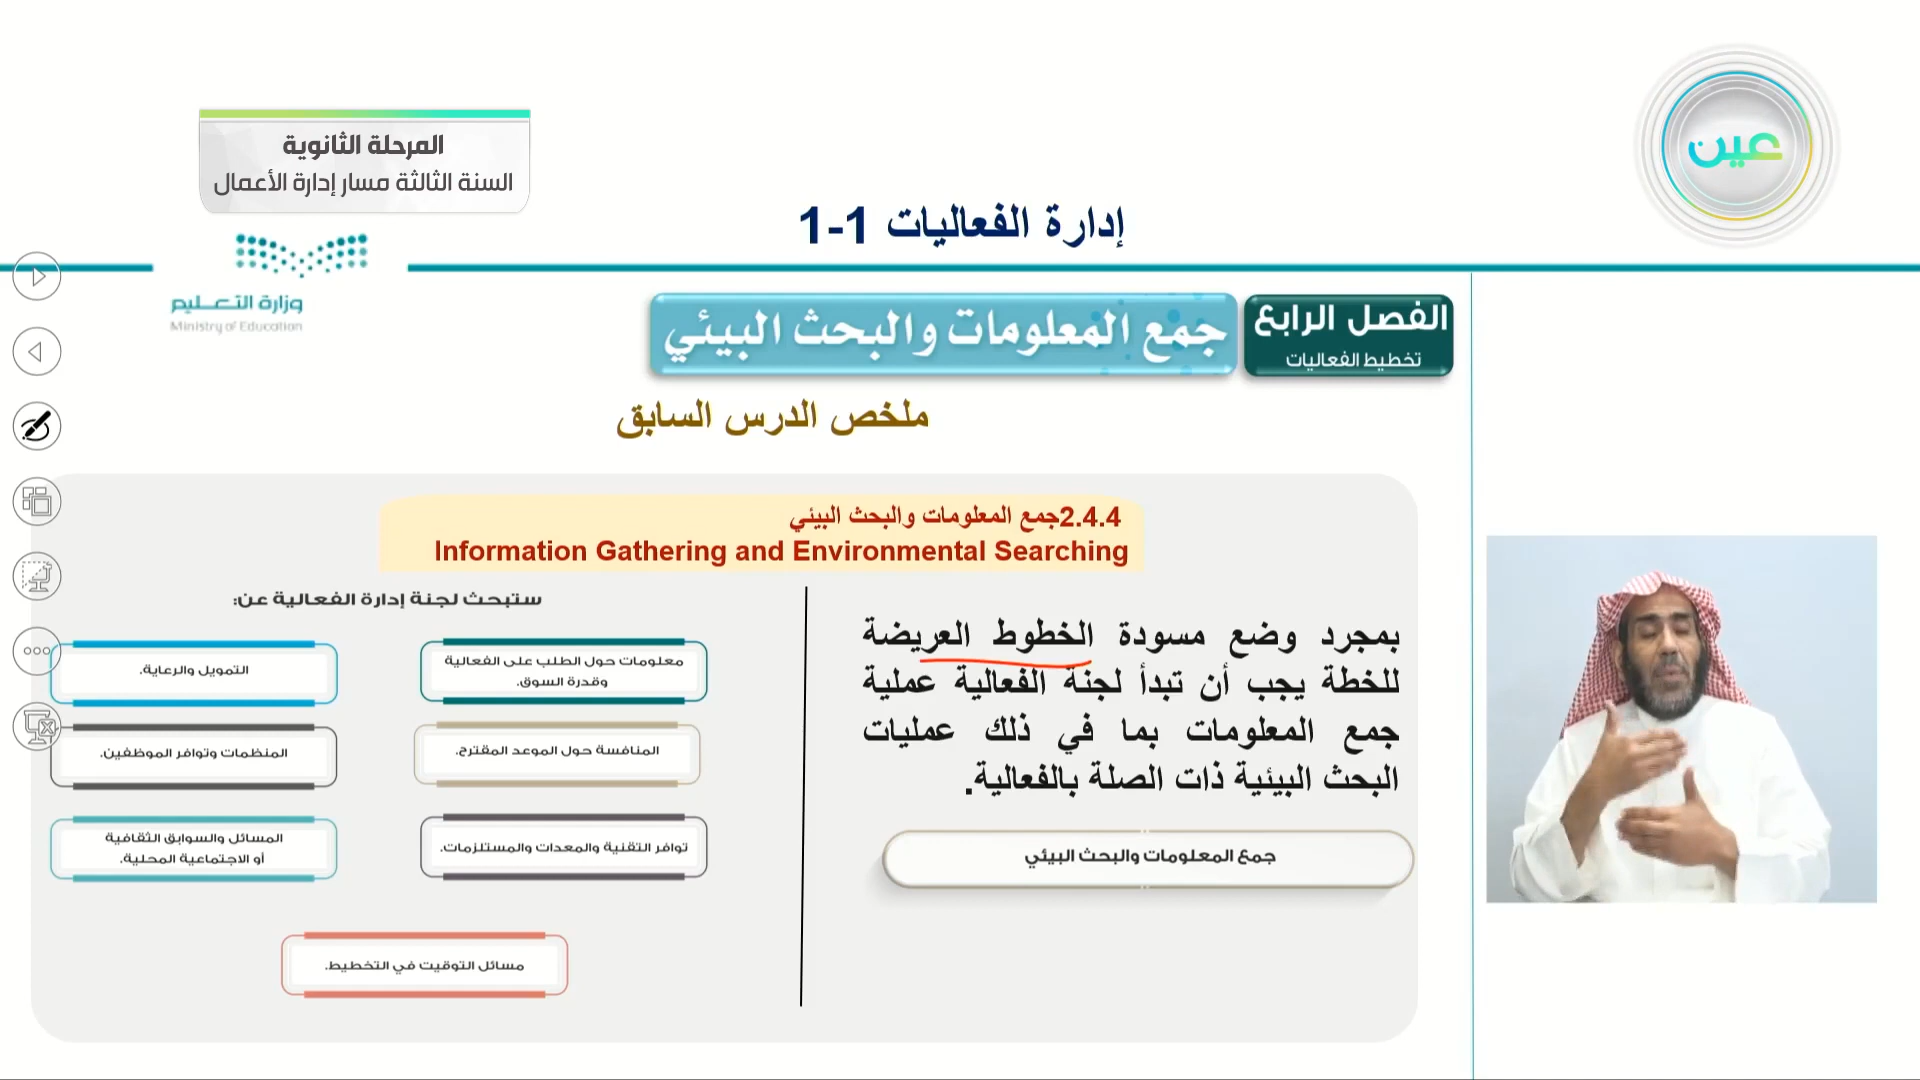 المرحلة الثانوية
السنة الثالثة مسار إدارة الأعمال
عين
إدارة الفعاليات 1-1
وزارة التعليم
Ministry of Education
الفصل الرابع
تخطيط الفعاليات
جمع المعلومات والبحث البيئي
ملخص الدرس السابق
2.4.4جمع المعلومات والبحث البيئي
Information Gathering and Environmental Searching
بمجرد وضع مسودة الخطوط العريضة
للخطة يجب أن تبدأ لجنة الفعالية عملية
جمع المعلومات بما في ذلك عمليات
البحث البيئية ذات الصلة بالفعالية.
جمع المعلومات والبحث البيئي
ستبحث لجنة إدارة الفعالية عن:
معلومات حول الطلب على الفعالية
وقدرة السوق.
التمويل والرعاية.
المنافسة حول الموعد المقترح.
المنظمات وتوافر الموظفين.
توافر التقنية والمعدات والمستلزمات.
المسائل والسوابق الثقافية
أو الاجتماعية المحلية.
مسائل التوقيت في التخطيط.